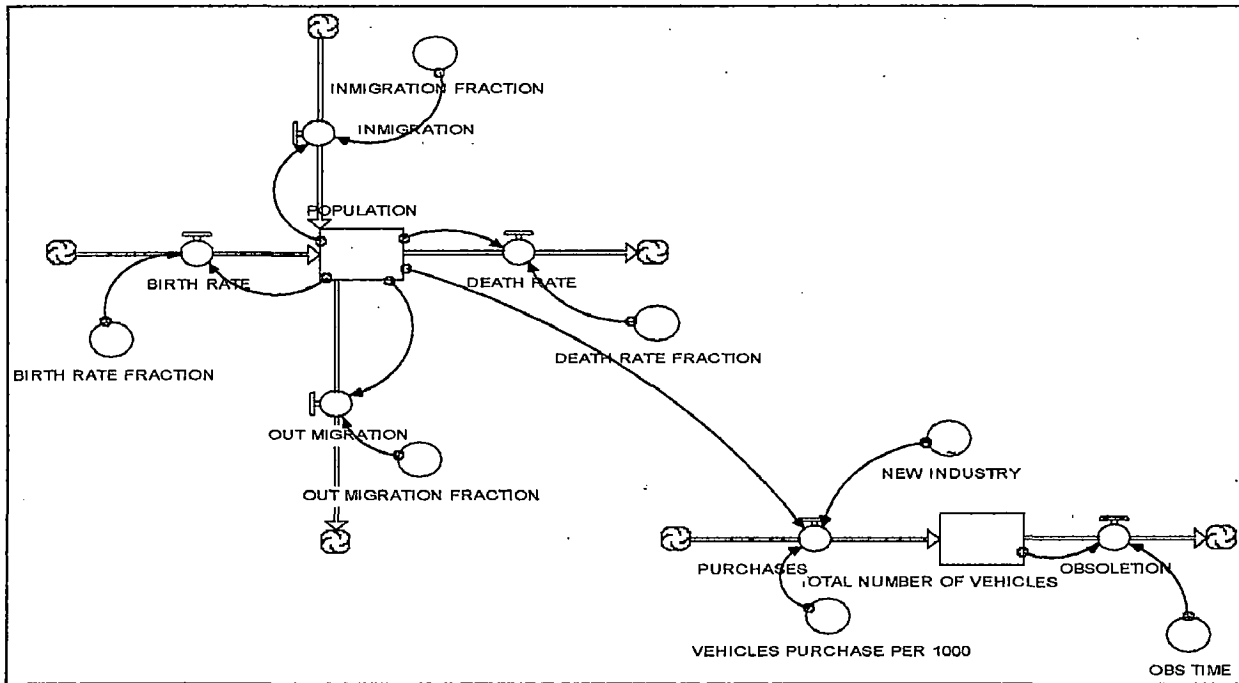 INMIGRATION FRACTION
INMIGRATION
POPULATION
BIRTH RATE
DEATH RATE
DEATH RATE FRACTION
BIRTH RATE FRACTION
OUT MIGRATION
OUT MIGRATION FRACTION
NEW INDUSTRY
PURCHASES
TOTAL NUMBER OF VEHICLES
OBSOLETION
VEHICLES PURCHASE PER 1000
OBS TIME